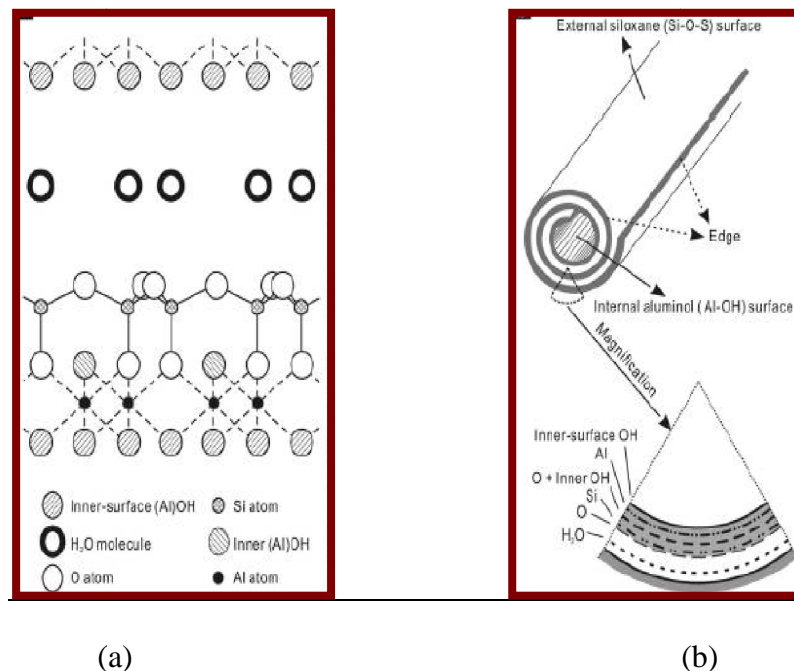 Inner-surface (Al)OH
Si atom
H₂O molecule
Inner (Al)OH
O atom
Al atom
(a)
External siloxane (Si-O-S) surface
Edge
Internal aluminol (Al-OH) surface
Magnification
Inner-surface OH
Al
O + Inner OH
Si
O
H₂O
(b)